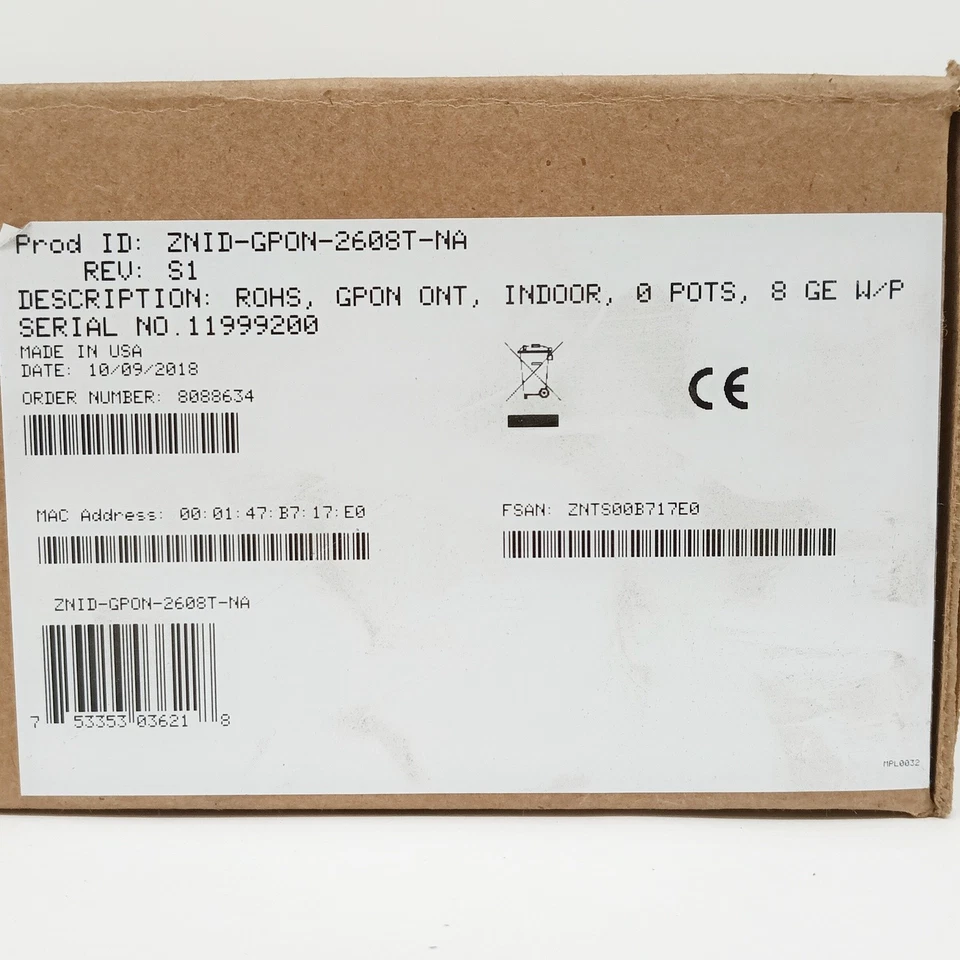 Prod ID: ZNID-GPON-2608T-NA
REV: S1
DESCRIPTION: ROHS, GPON ONT, INDOOR, 0 POTS, 8 GE W/P
SERIAL NO.11999200
MADE IN USA
DATE: 10/09/2018
ORDER NUMBER: 8088634
CE
MAC Address: 00:01:47:B7:17:E0
FSAN: ZNTS00B717E0
ZNID-GPON-2608T-NA
7 53353 03621 8
MPL0032